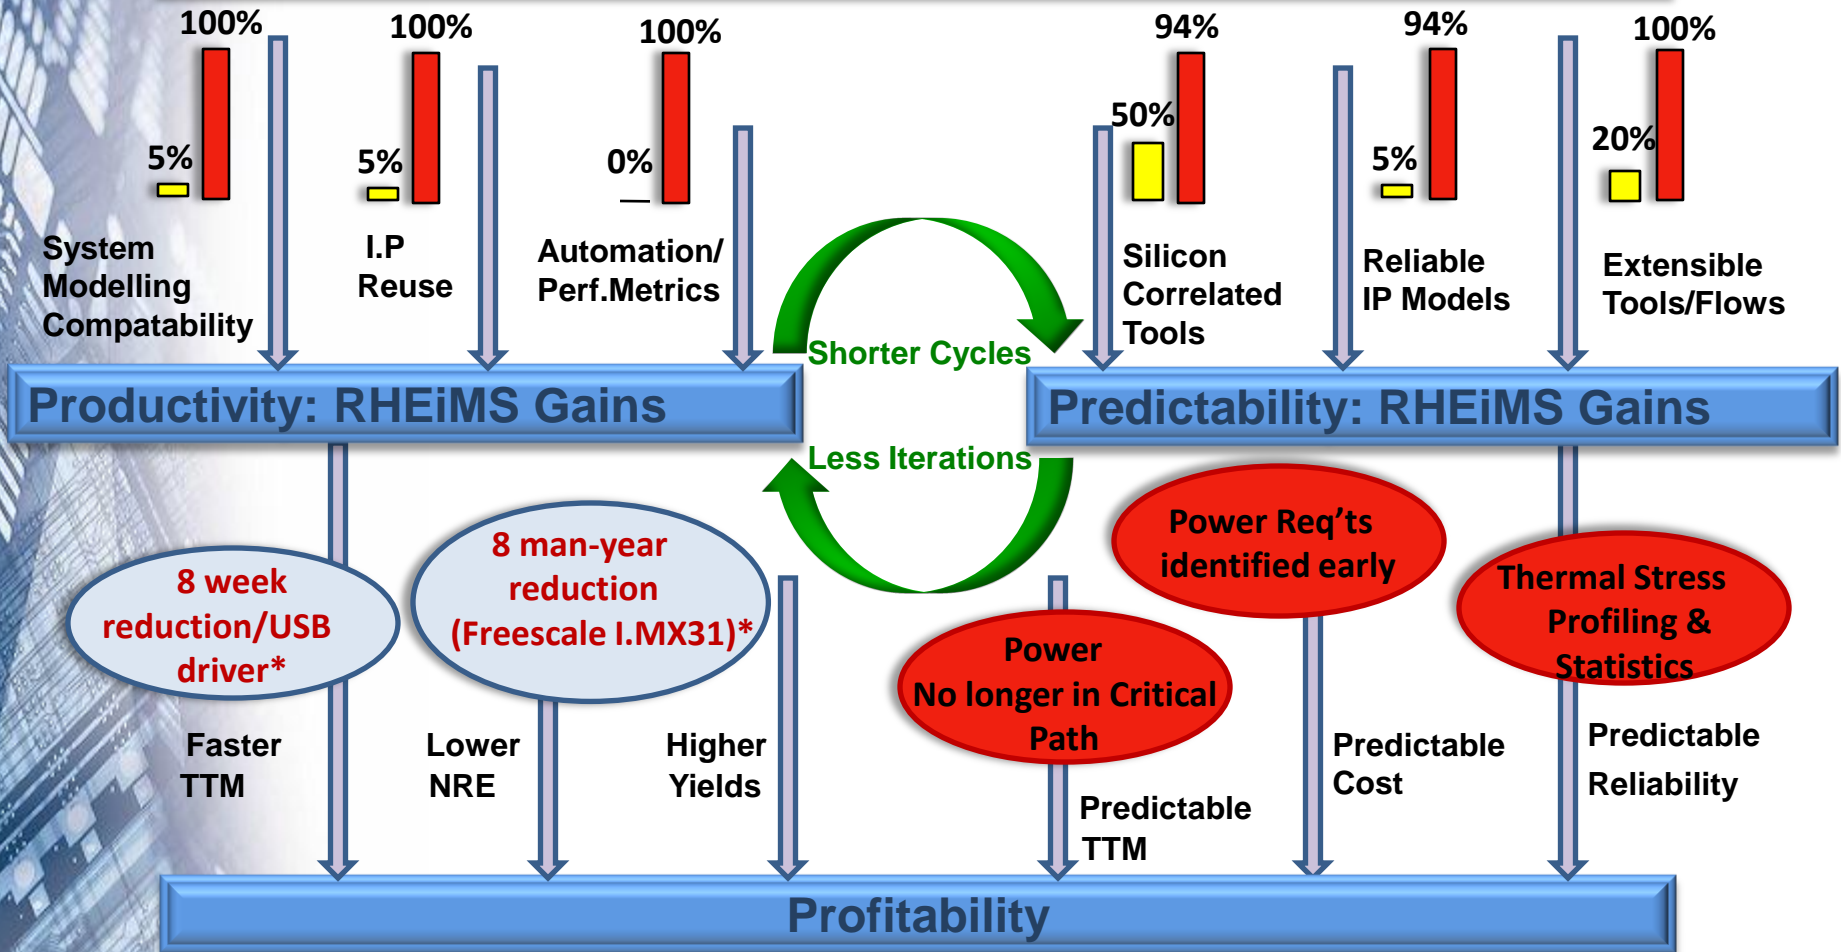 100%
100%
100%
94%
94%
100%
5%
5%
0%
50%
5%
20%
System
Modelling
Compatability
I.P
Reuse
Automation/
Perf.Metrics
Silicon
Correlated
Tools
Reliable
IP Models
Extensible
Tools/Flows
Shorter Cycles
Productivity: RHEiMS Gains
Predictability: RHEiMS Gains
Less Iterations
8 week
reduction/USB
driver*
8 man-year
reduction
(Freescale I.MX31)*
Power
No longer in Critical
Path
Power Req’ts
identified early
Thermal Stress
Profiling &
Statistics
Faster
TTM
Lower
NRE
Higher
Yields
Predictable
TTM
Predictable
Cost
Predictable
Reliability
Profitability